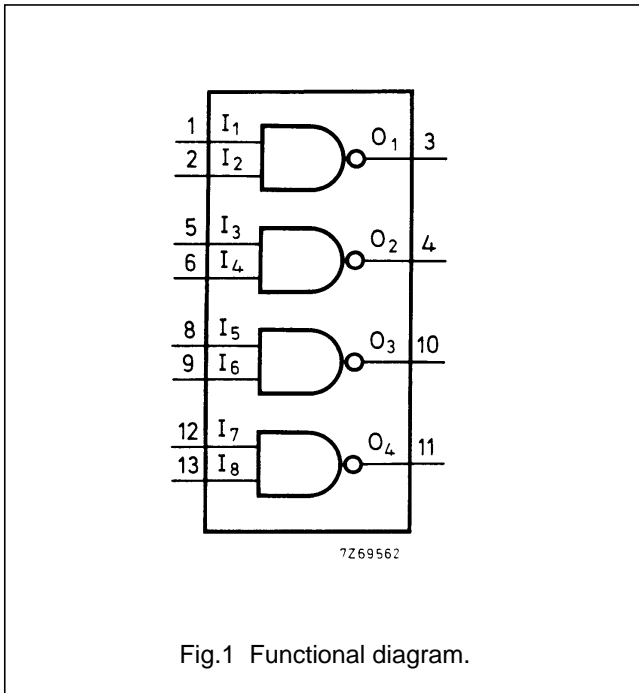 1 I1 O1 3
2 I2
5 I3 O2 4
6 I4
8 I5 O3 10
9 I6
12 I7 O4 11
13 I8
7Z69562
Fig.1 Functional diagram.